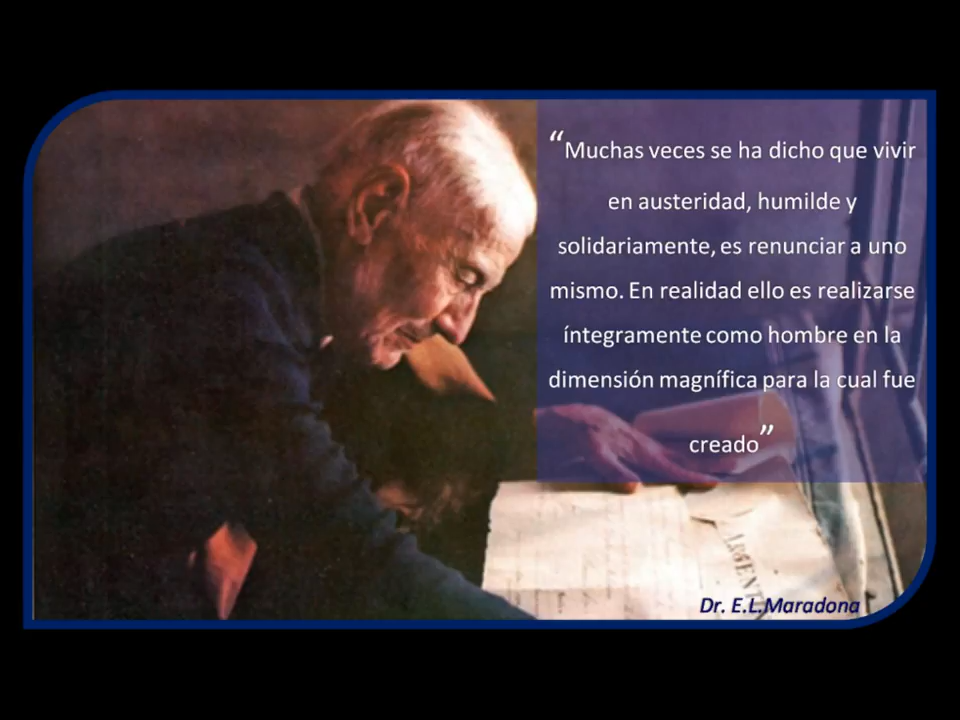 “Muchas veces se ha dicho que vivir
en austeridad, humilde y
solidariamente, es renunciar a uno
mismo. En realidad ello es realizarse
íntegramente como hombre en la
dimensión magnífica para la cual fue
creado”
ARGENTI
Dr. E.L.Maradona